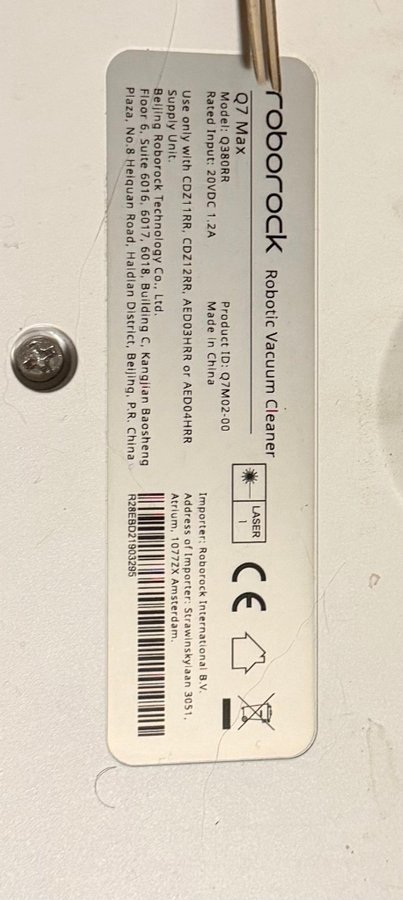 roborock Robotic Vacuum Cleaner
Q7 Max
Model: Q380RR Product ID: Q7M02-00
Rated Input: 20VDC 1.2A Made in China
Use only with CDZ11RR, CDZ12RR, AED03HRR or AED04HRR
Supply Unit.
Beijing Roborock Technology Co., Ltd.
Floor 6, Suite 6016, 6017, 6018, Building C, Kangjian Baosheng
Plaza, No.8 Heiquan Road, Haidian District, Beijing, P.R. China
LASER
1
CE
Importer: Roborock International B.V.
Address of Importer: Strawinskylaan 3051,
Atrium, 1077ZX Amsterdam.
R28EBD21903295